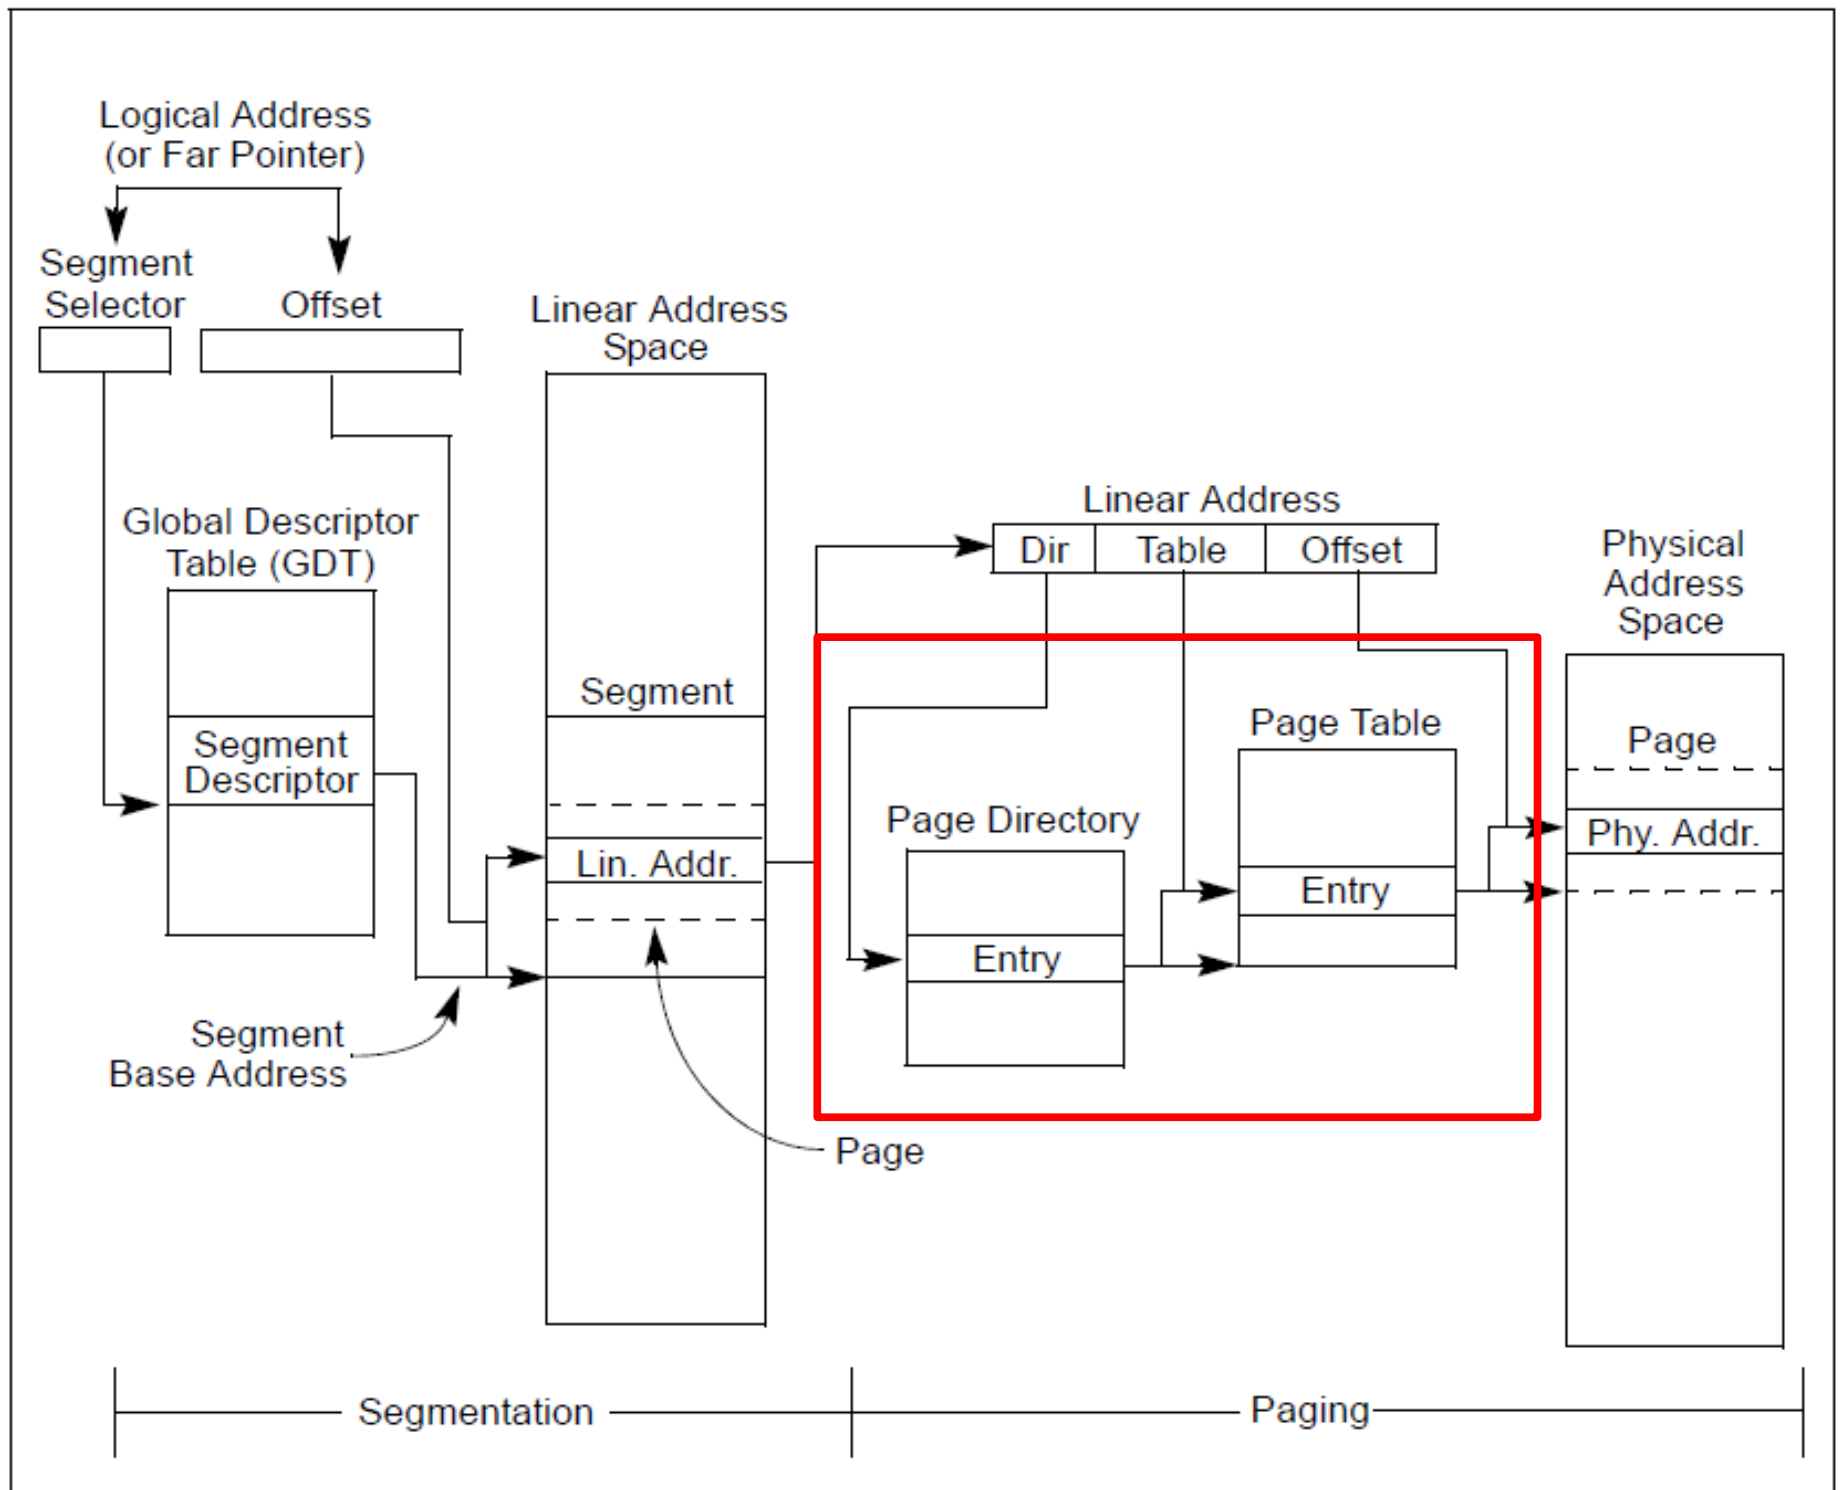 Logical Address
(or Far Pointer)
Segment
Selector
Offset
Linear Address
Space
Global Descriptor
Table (GDT)
Segment
Descriptor
Segment
Base Address
Segment
Lin. Addr.
Page
Linear Address
Dir
Table
Offset
Page Directory
Entry
Page Table
Entry
Physical
Address
Space
Page
Phy. Addr.
Segmentation
Paging